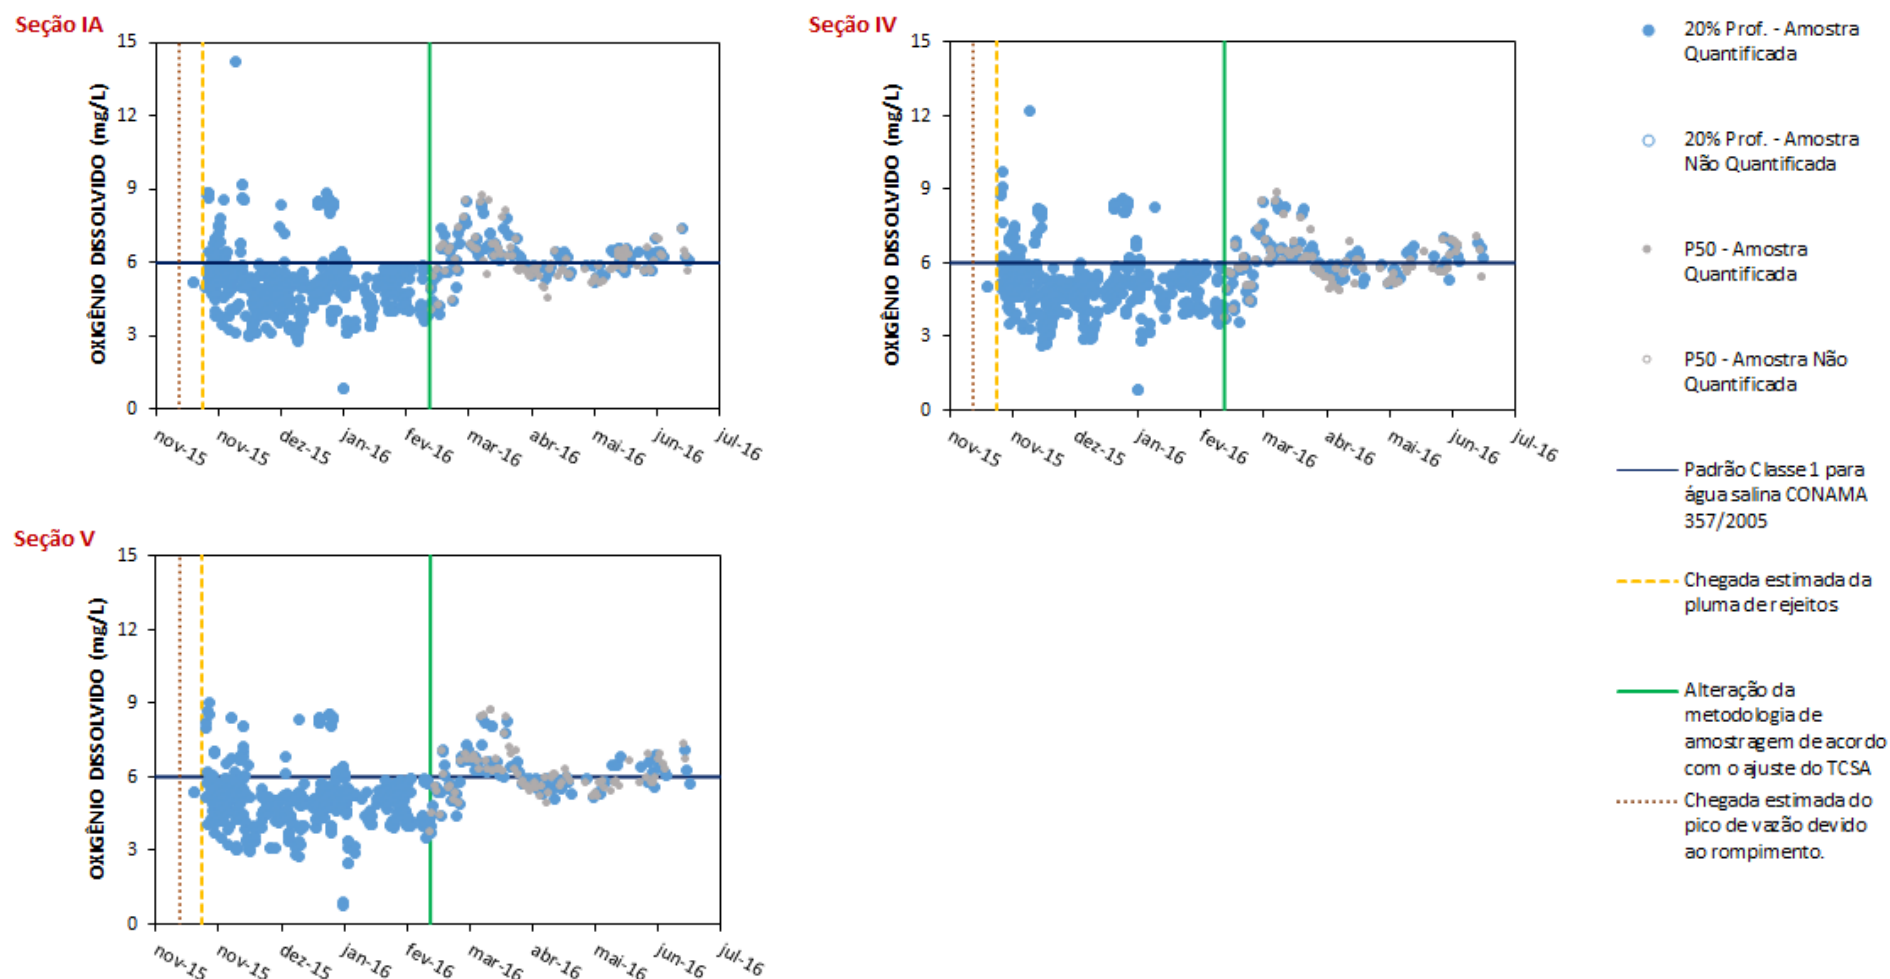 Seção IA
OXIGÊNIO DISSOLVIDO (mg/L)
15
12
9
6
3
0
nov-15
nov-15
dez-15
jan-16
fev-16
mar-16
abr-16
mai-16
jun-16
jul-16
Seção IV
OXIGÊNIO DISSOLVIDO (mg/L)
15
12
9
6
3
0
nov-15
nov-15
dez-15
jan-16
fev-16
mar-16
abr-16
mai-16
jun-16
jul-16
Seção V
OXIGÊNIO DISSOLVIDO (mg/L)
15
12
9
6
3
0
nov-15
nov-15
dez-15
jan-16
fev-16
mar-16
abr-16
mai-16
jun-16
jul-16
20% Prof. - Amostra
Quantificada
20% Prof. - Amostra
Não Quantificada
P50 - Amostra
Quantificada
P50 - Amostra Não
Quantificada
Padrão Classe 1 para
água salina CONAMA
357/2005
Chegada estimada da
pluma de rejeitos
Alteração da
metodologia de
amostragem de acordo
com o ajuste do TCSA
Chegada estimada do
pico de vazão devido
ao rompimento.